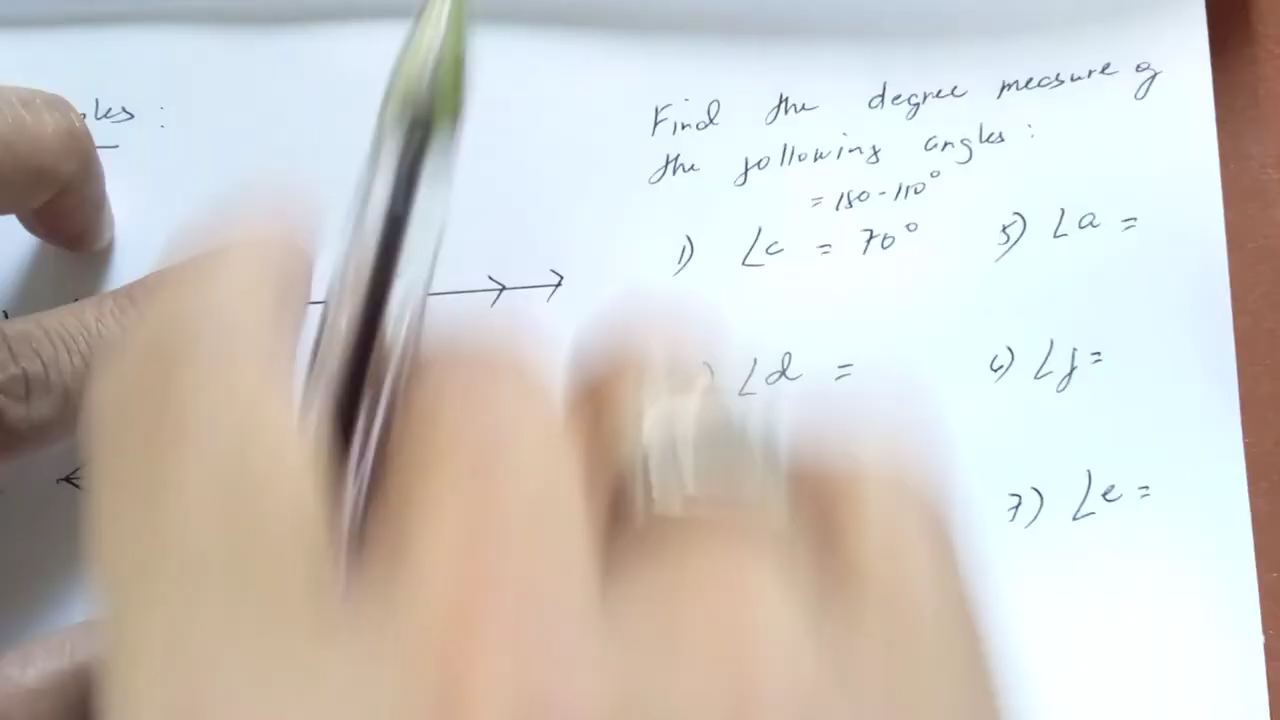 Find the degree measure of
the following angles :
= 180 - 110°
1) ∠c = 70°
5) ∠a =
∠d =
6) ∠f =
7) ∠e =